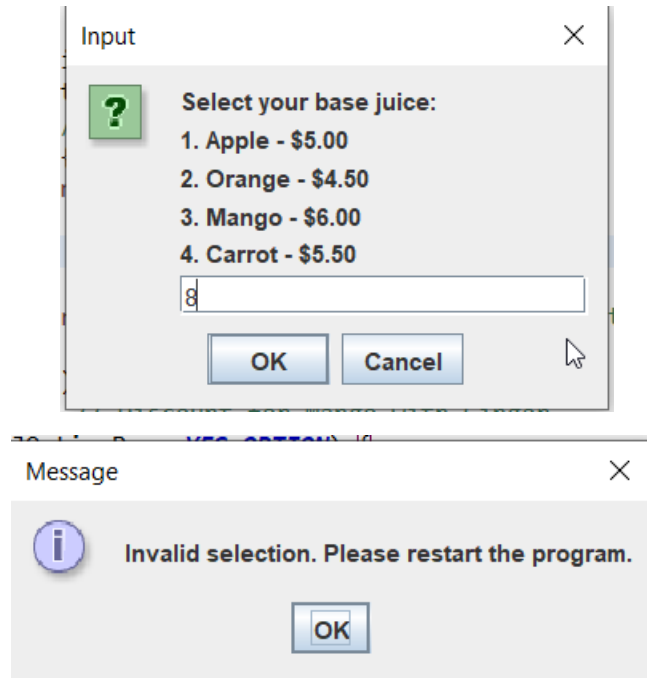 Input
?
Select your base juice:
1. Apple - $5.00
2. Orange - $4.50
3. Mango - $6.00
4. Carrot - $5.50
8
OK
Cancel
Message
i
Invalid selection. Please restart the program.
OK